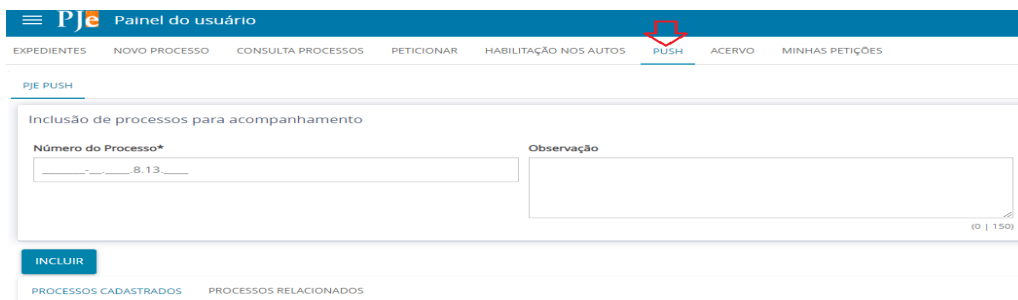 PJe Painel do usuário
EXPEDIENTES NOVO PROCESSO CONSULTA PROCESSOS PETICIONAR HABILITAÇÃO NOS AUTOS PUSH ACERVO MINHAS PETIÇÕES
PJE PUSH
Inclusão de processos para acompanhamento
Número do Processo* Observação
_______-__.____.8.13.____
(0 | 150)
INCLUIR
PROCESSOS CADASTRADOS PROCESSOS RELACIONADOS